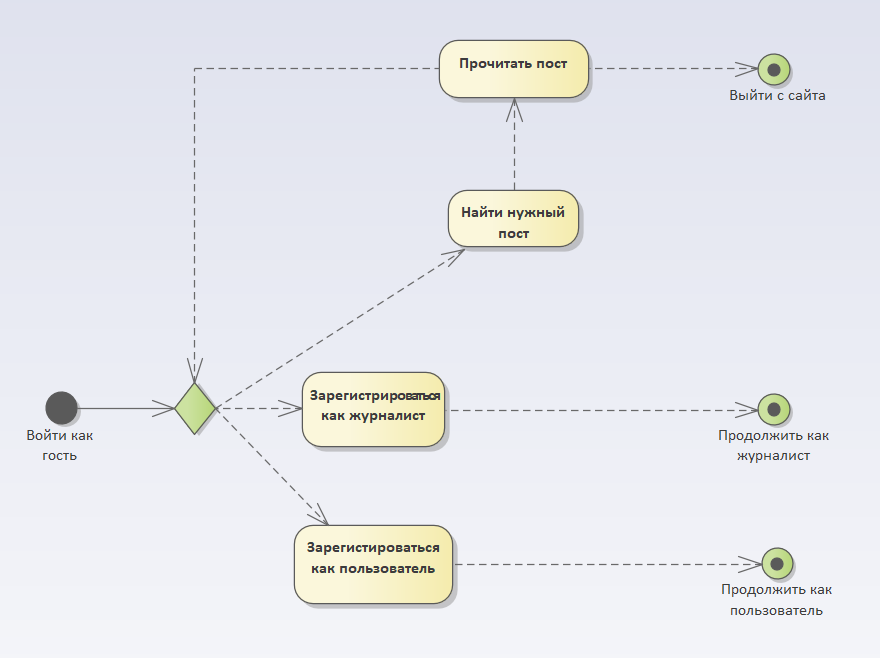 Прочитать пост
Выйти с сайта
Найти нужный
пост
Зарегистрироваться
как журналист
Войти как
гость
Продолжить как
журналист
Зарегистироваться
как пользователь
Продолжить как
пользователь